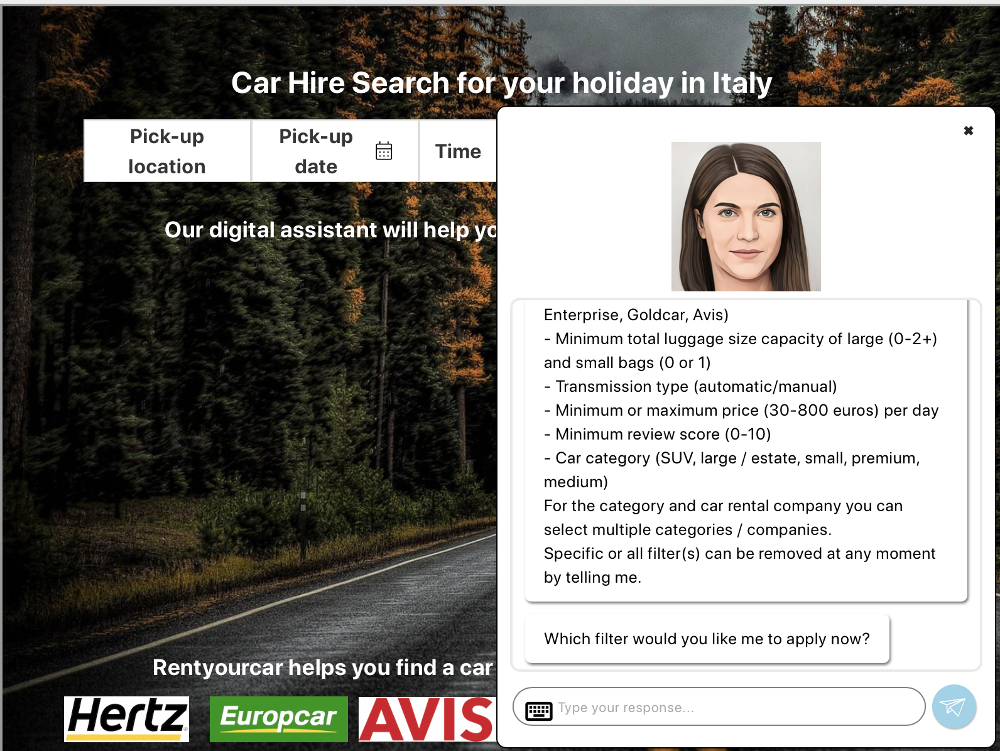 Car Hire Search for your holiday in Italy
Pick-up
location
Pick-up
date
Time
Our digital assistant will help
Enterprise, Goldcar, Avis)
- Minimum total luggage size capacity of large (0-2+)
and small bags (0 or 1)
- Transmission type (automatic/manual)
- Minimum or maximum price (30-800 euros) per day
- Minimum review score (0-10)
- Car category (SUV, large / estate, small, premium,
medium)
For the category and car rental company you can
select multiple categories / companies.
Specific or all filter(s) can be removed at any moment
by telling me.
Which filter would you like me to apply now?
Type your response...
Rentyourcar helps you find a car
Hertz
Europcar
AVIS